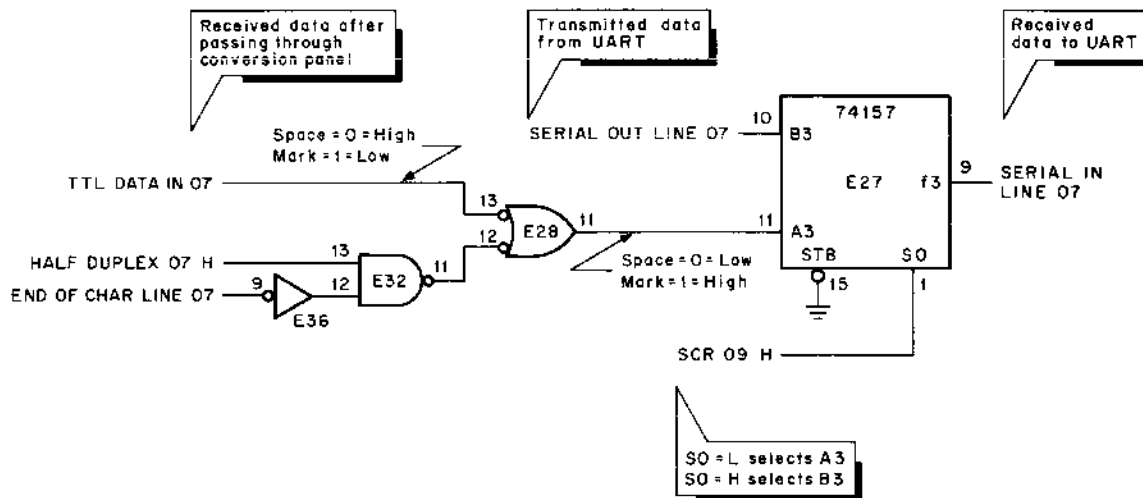 Received data after
passing through
conversion panel
Transmitted data
from UART
Received
data to UART
Space = 0 = High
Mark = 1 = Low
SERIAL OUT LINE 07
10
B3
74157
E27
f3
9
SERIAL IN
LINE 07
TTL DATA IN 07
13
12
E28
11
11
A3
STB
S0
15
1
Space = 0 = Low
Mark = 1 = High
HALF DUPLEX 07 H
13
END OF CHAR LINE 07
9
E36
12
E32
11
SCR 09 H
S0 = L selects A3
S0 = H selects B3